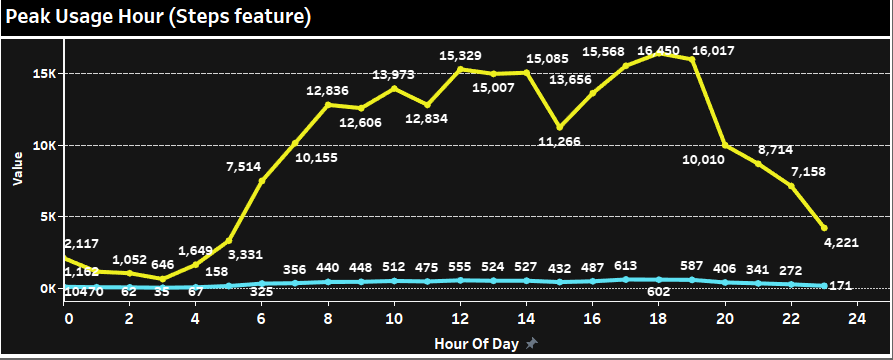 Peak Usage Hour (Steps feature)
15,329 15,085 15,568 16,450 16,017
15K
13,973 13,656
12,836 15,007
12,606 12,834 11,266
10K
10,155 10,010
7,514 8,714
7,158
Value
5K
2,117 1,052 646 1,649 3,331 4,221
1,162 158 356 440 448 512 475 555 524 527 432 487 613 587 406 341 272
0K
104 70 62 35 67 325 602 171
0 2 4 6 8 10 12 14 16 18 20 22 24
Hour Of Day